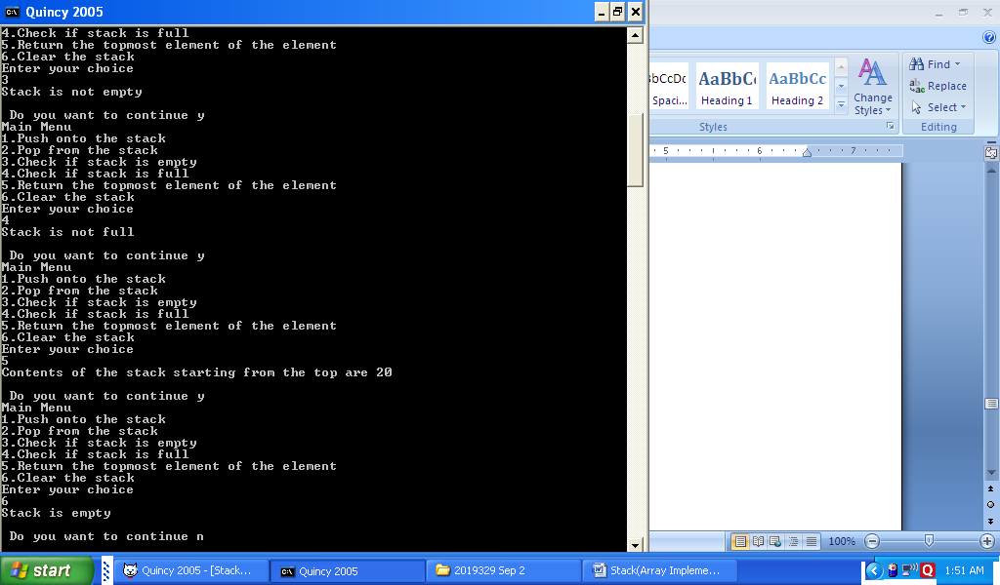 Quincy 2005
4.Check if stack is full
5.Return the topmost element of the element
6.Clear the stack
Enter your choice
3
Stack is not empty
Do you want to continue y
Main Menu
1.Push onto the stack
2.Pop from the stack
3.Check if stack is empty
4.Check if stack is full
5.Return the topmost element of the element
6.Clear the stack
Enter your choice
4
Stack is not full
Do you want to continue y
Main Menu
1.Push onto the stack
2.Pop from the stack
3.Check if stack is empty
4.Check if stack is full
5.Return the topmost element of the element
6.Clear the stack
Enter your choice
5
Contents of the stack starting from the top are 20
Do you want to continue y
Main Menu
1.Push onto the stack
2.Pop from the stack
3.Check if stack is empty
4.Check if stack is full
5.Return the topmost element of the element
6.Clear the stack
Enter your choice
6
Stack is empty
Do you want to continue n
bCcDc AaBbC AaBbCc
Spaci... Heading 1 Heading 2
Change Styles
Find
Replace
Select
Styles Editing
5 6 7
100%
start Quincy 2005 - [Stack... Quincy 2005 2019329 Sep 2 Stack(Array Impleme... 1:51 AM